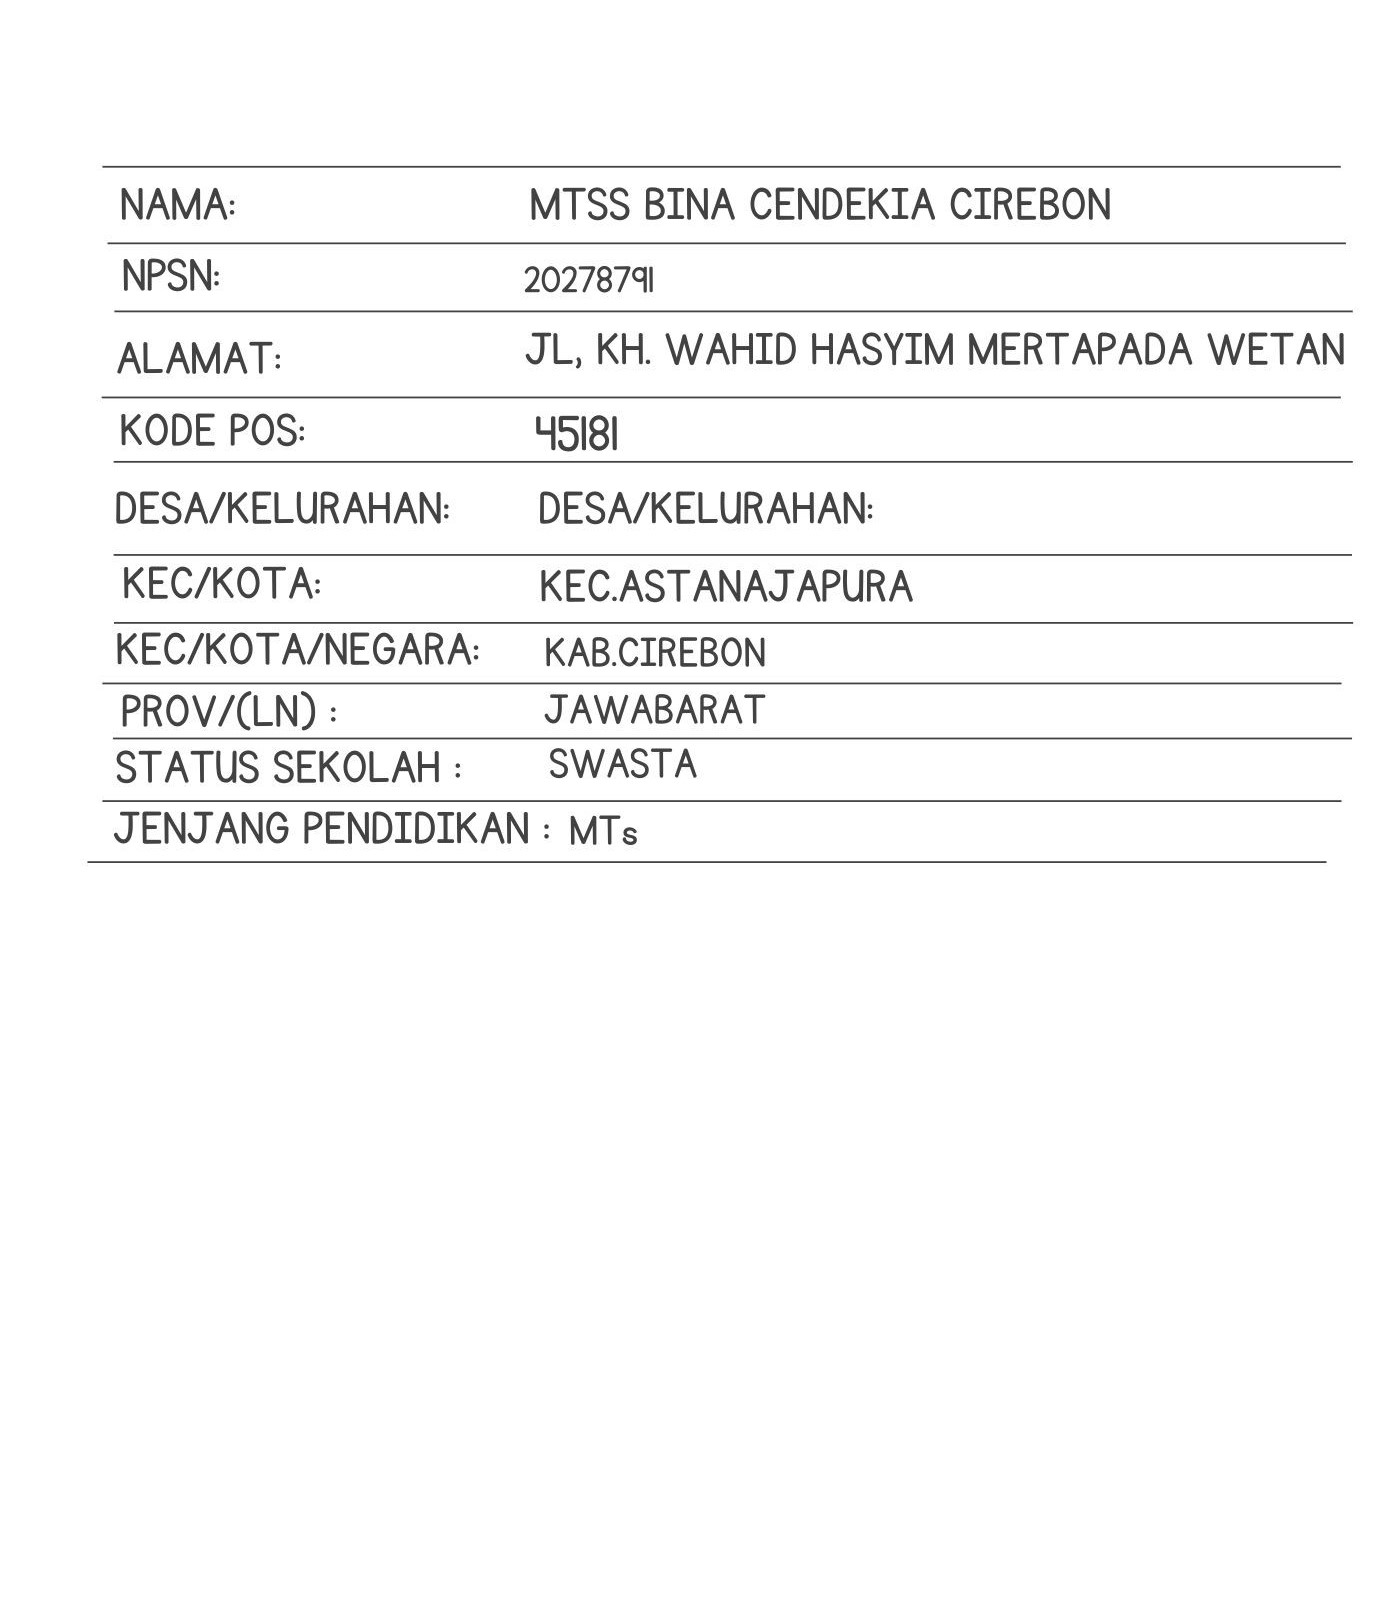 NAMA: MTSS BINA CENDEKIA CIREBON
NPSN: 20278791
ALAMAT: JL, KH. WAHID HASYIM MERTAPADA WETAN
KODE POS: 45181
DESA/KELURAHAN: DESA/KELURAHAN:
KEC/KOTA: KEC.ASTANAJAPURA
KEC/KOTA/NEGARA: KAB.CIREBON
PROV/(LN) : JAWABARAT
STATUS SEKOLAH : SWASTA
JENJANG PENDIDIKAN : MTs